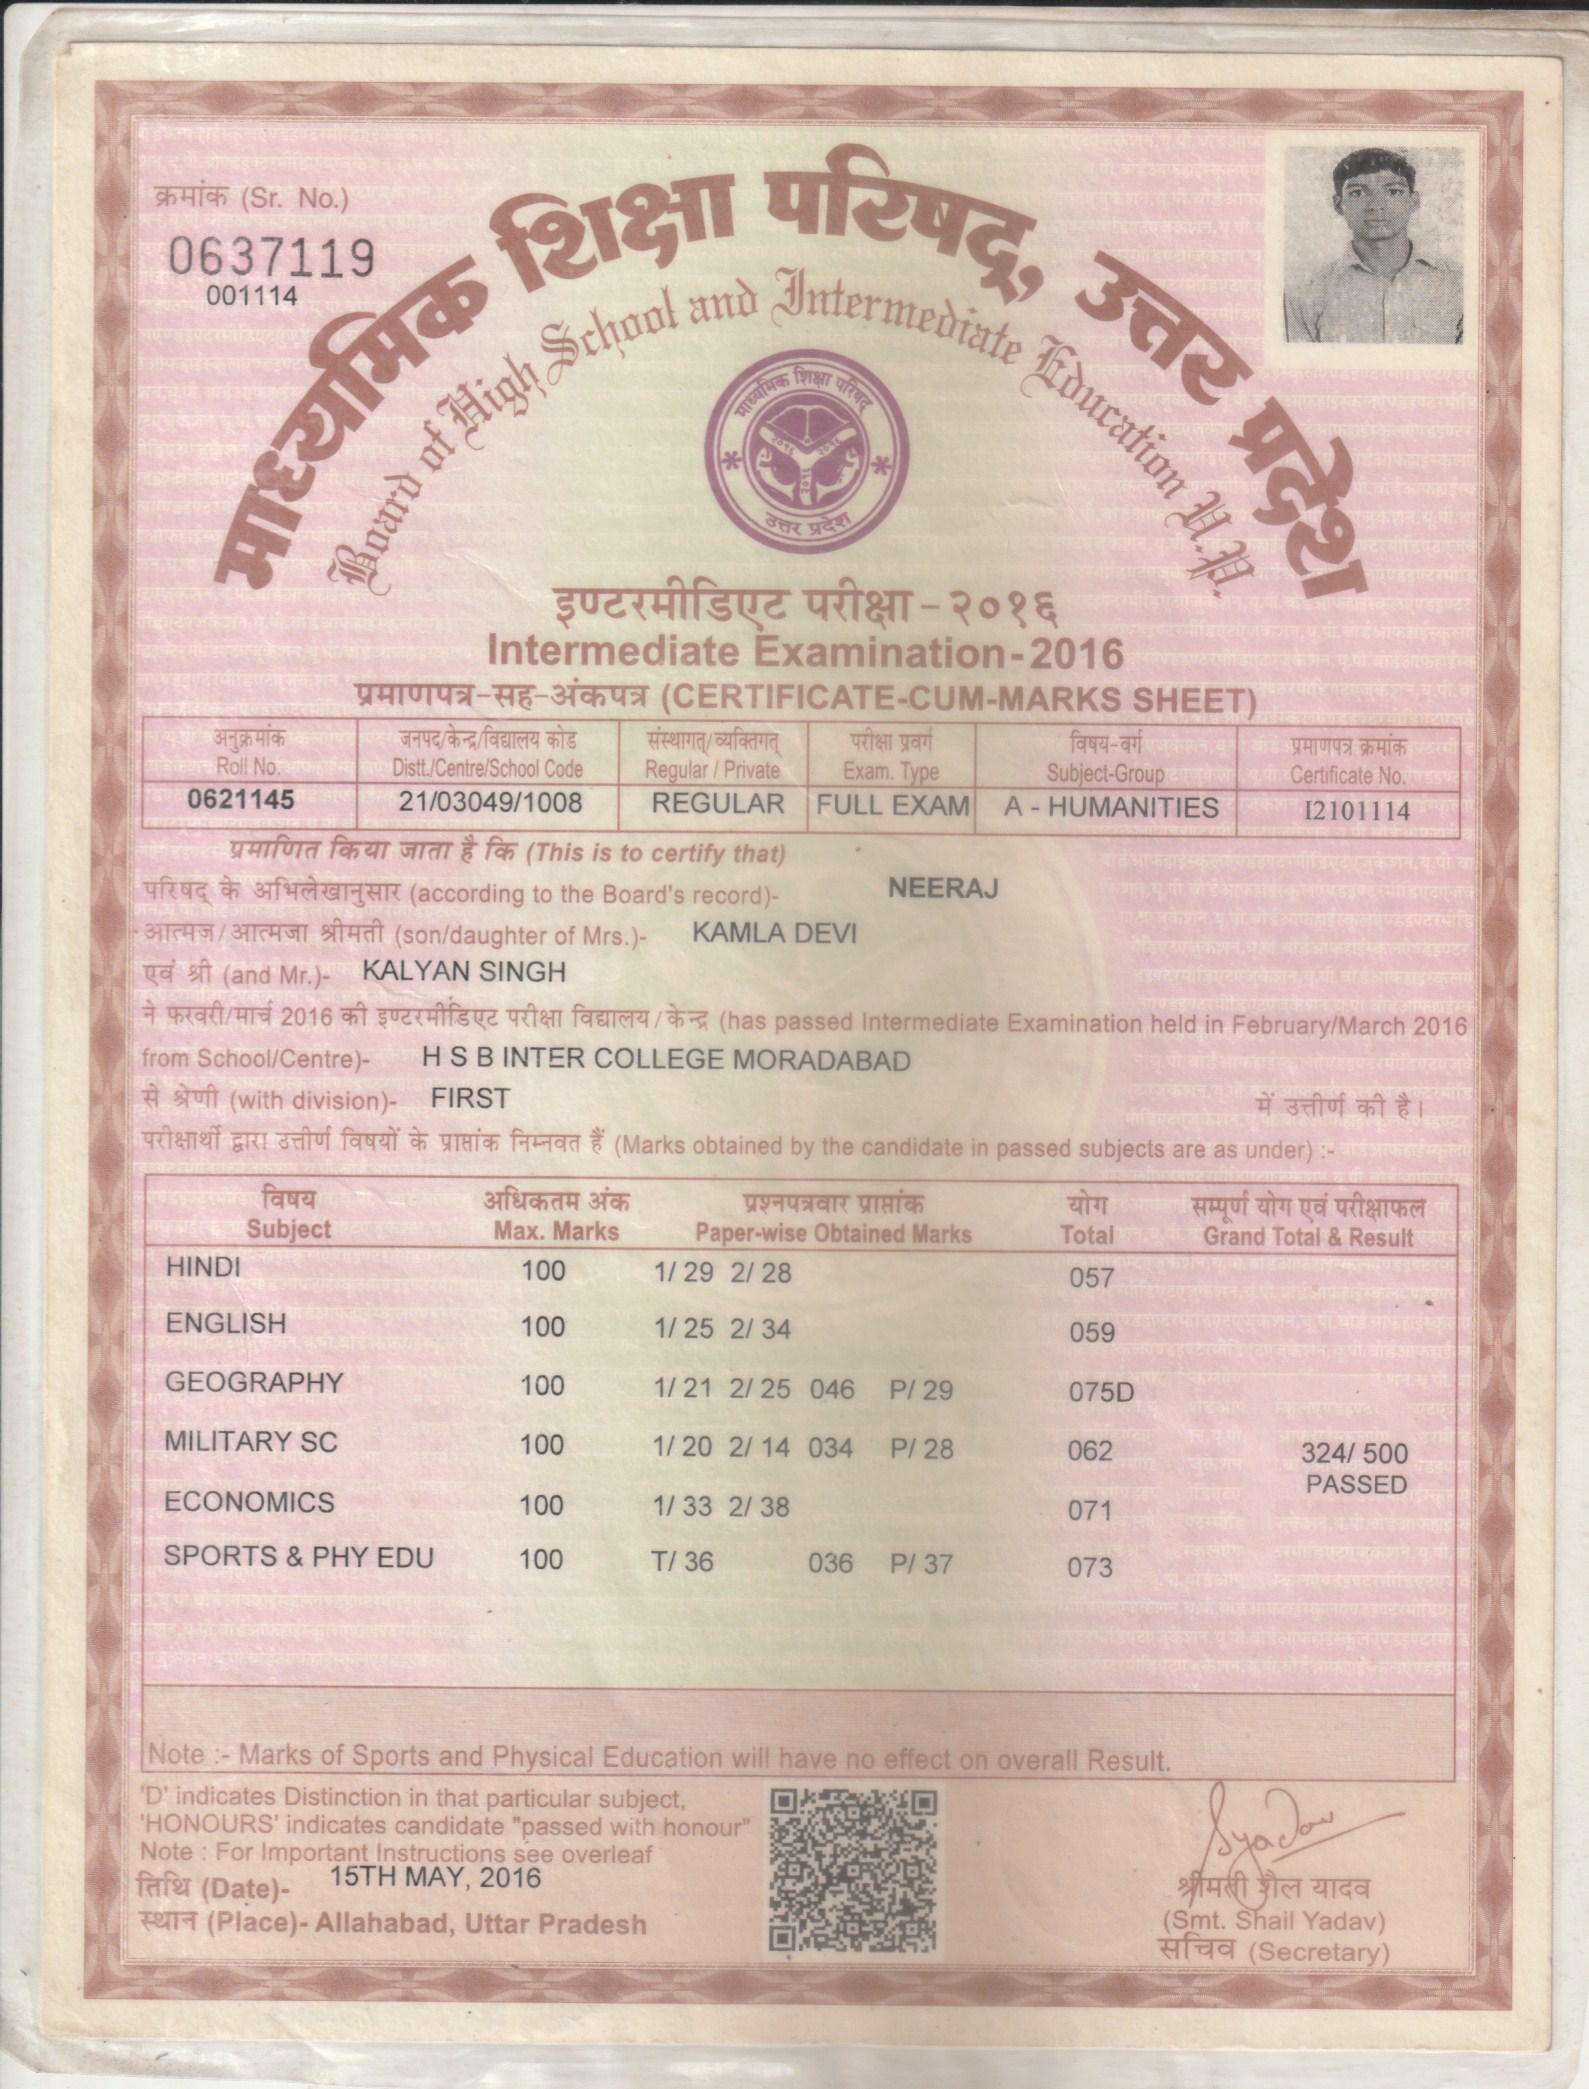 क्रमांक (Sr. No.)
0637119
001114
माध्यमिक शिक्षा परिषद्, उत्तर प्रदेश
Board of High School and Intermediate Education U.P.
माध्यमिक शिक्षा परिषद्
२०१६ २०१६
२०१६
उत्तर प्रदेश
इण्टरमीडिएट परीक्षा - २०१६
Intermediate Examination - 2016
प्रमाणपत्र-सह-अंकपत्र (CERTIFICATE-CUM-MARKS SHEET)
अनुक्रमांक जनपद/केन्द्र/विद्यालय कोड संस्थागत/व्यक्तिगत् परीक्षा प्रवर्ग विषय-वर्ग प्रमाणपत्र क्रमांक
Roll No. Distt./Centre/School Code Regular / Private Exam. Type Subject-Group Certificate No.
0621145 21/03049/1008 REGULAR FULL EXAM A - HUMANITIES I2101114
प्रमाणित किया जाता है कि (This is to certify that)
परिषद् के अभिलेखानुसार (according to the Board's record)- NEERAJ
आत्मज/आत्मजा श्रीमती (son/daughter of Mrs.)- KAMLA DEVI
एवं श्री (and Mr.)- KALYAN SINGH
ने फरवरी/मार्च 2016 की इण्टरमीडिएट परीक्षा विद्यालय/केन्द्र (has passed Intermediate Examination held in February/March 2016
from School/Centre)- H S B INTER COLLEGE MORADABAD
से श्रेणी (with division)- FIRST में उत्तीर्ण की है।
परीक्षार्थी द्वारा उत्तीर्ण विषयों के प्राप्तांक निम्नवत हैं (Marks obtained by the candidate in passed subjects are as under) :-
विषय अधिकतम अंक प्रश्नपत्रवार प्राप्तांक योग सम्पूर्ण योग एवं परीक्षाफल
Subject Max. Marks Paper-wise Obtained Marks Total Grand Total & Result
HINDI 100 1/ 29 2/ 28 057
ENGLISH 100 1/ 25 2/ 34 059
GEOGRAPHY 100 1/ 21 2/ 25 046 P/ 29 075D
MILITARY SC 100 1/ 20 2/ 14 034 P/ 28 062 324/ 500
PASSED
ECONOMICS 100 1/ 33 2/ 38 071
SPORTS & PHY EDU 100 T/ 36 036 P/ 37 073
Note :- Marks of Sports and Physical Education will have no effect on overall Result.
'D' indicates Distinction in that particular subject,
'HONOURS' indicates candidate "passed with honour"
Note : For Important Instructions see overleaf
तिथि (Date)- 15TH MAY, 2016
स्थान (Place)- Allahabad, Uttar Pradesh
Syadav
श्रीमती शैल यादव
(Smt. Shail Yadav)
सचिव (Secretary)